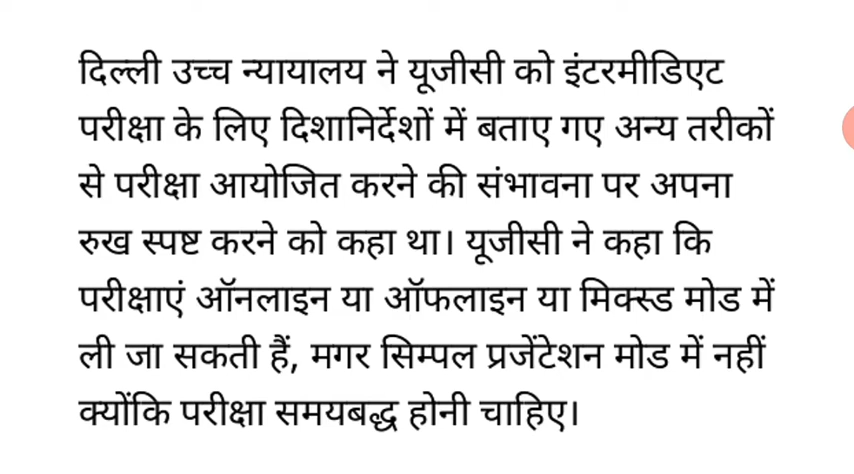 दिल्ली उच्च न्यायालय ने यूजीसी को इंटरमीडिएट
परीक्षा के लिए दिशानिर्देशों में बताए गए अन्य तरीकों
से परीक्षा आयोजित करने की संभावना पर अपना
रुख स्पष्ट करने को कहा था। यूजीसी ने कहा कि
परीक्षाएं ऑनलाइन या ऑफलाइन या मिक्स्ड मोड में
ली जा सकती हैं, मगर सिम्पल प्रजेंटेशन मोड में नहीं
क्योंकि परीक्षा समयबद्ध होनी चाहिए।